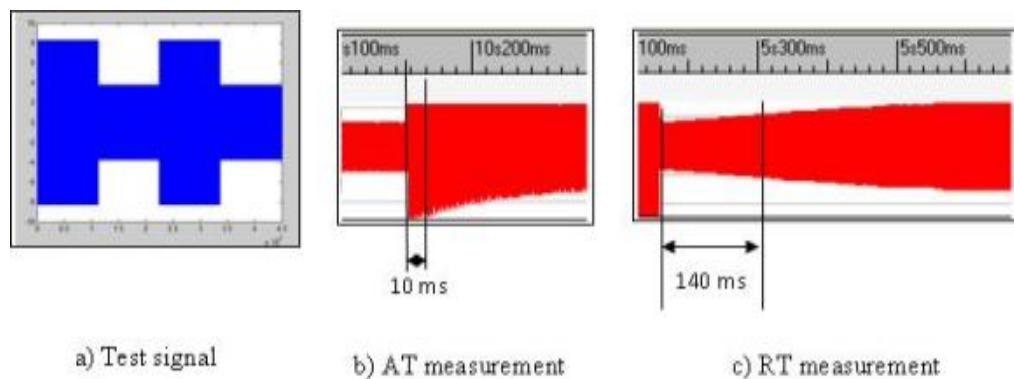 s100ms
10s200ms
100ms
5s300ms
5s500ms
10 ms
140 ms
a) Test signal
b) AT measurement
c) RT measurement